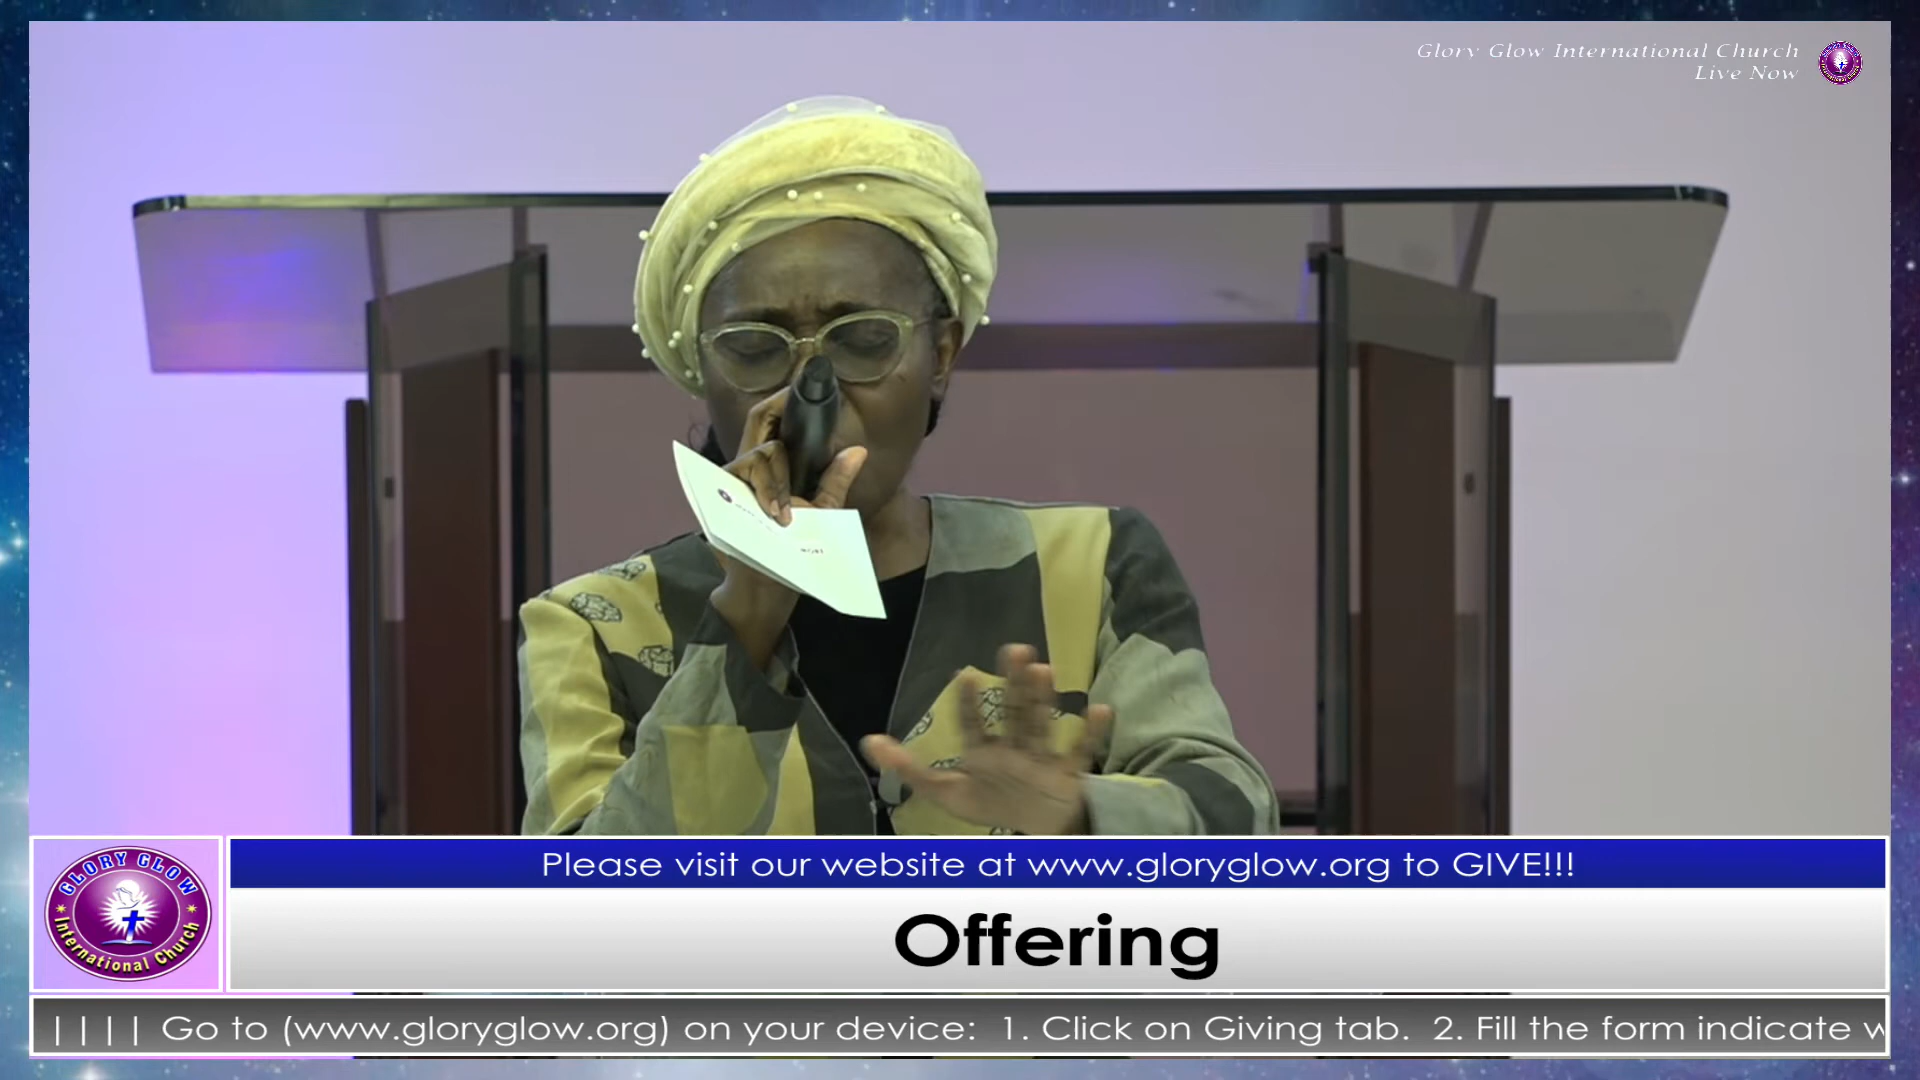 Glory Glow International Church
Live Now
Please visit our website at www.gloryglow.org to GIVE!!!
GLORY GLOW
International Church
Offering
| | | | Go to (www.gloryglow.org) on your device: 1. Click on Giving tab. 2. Fill the form indicate w